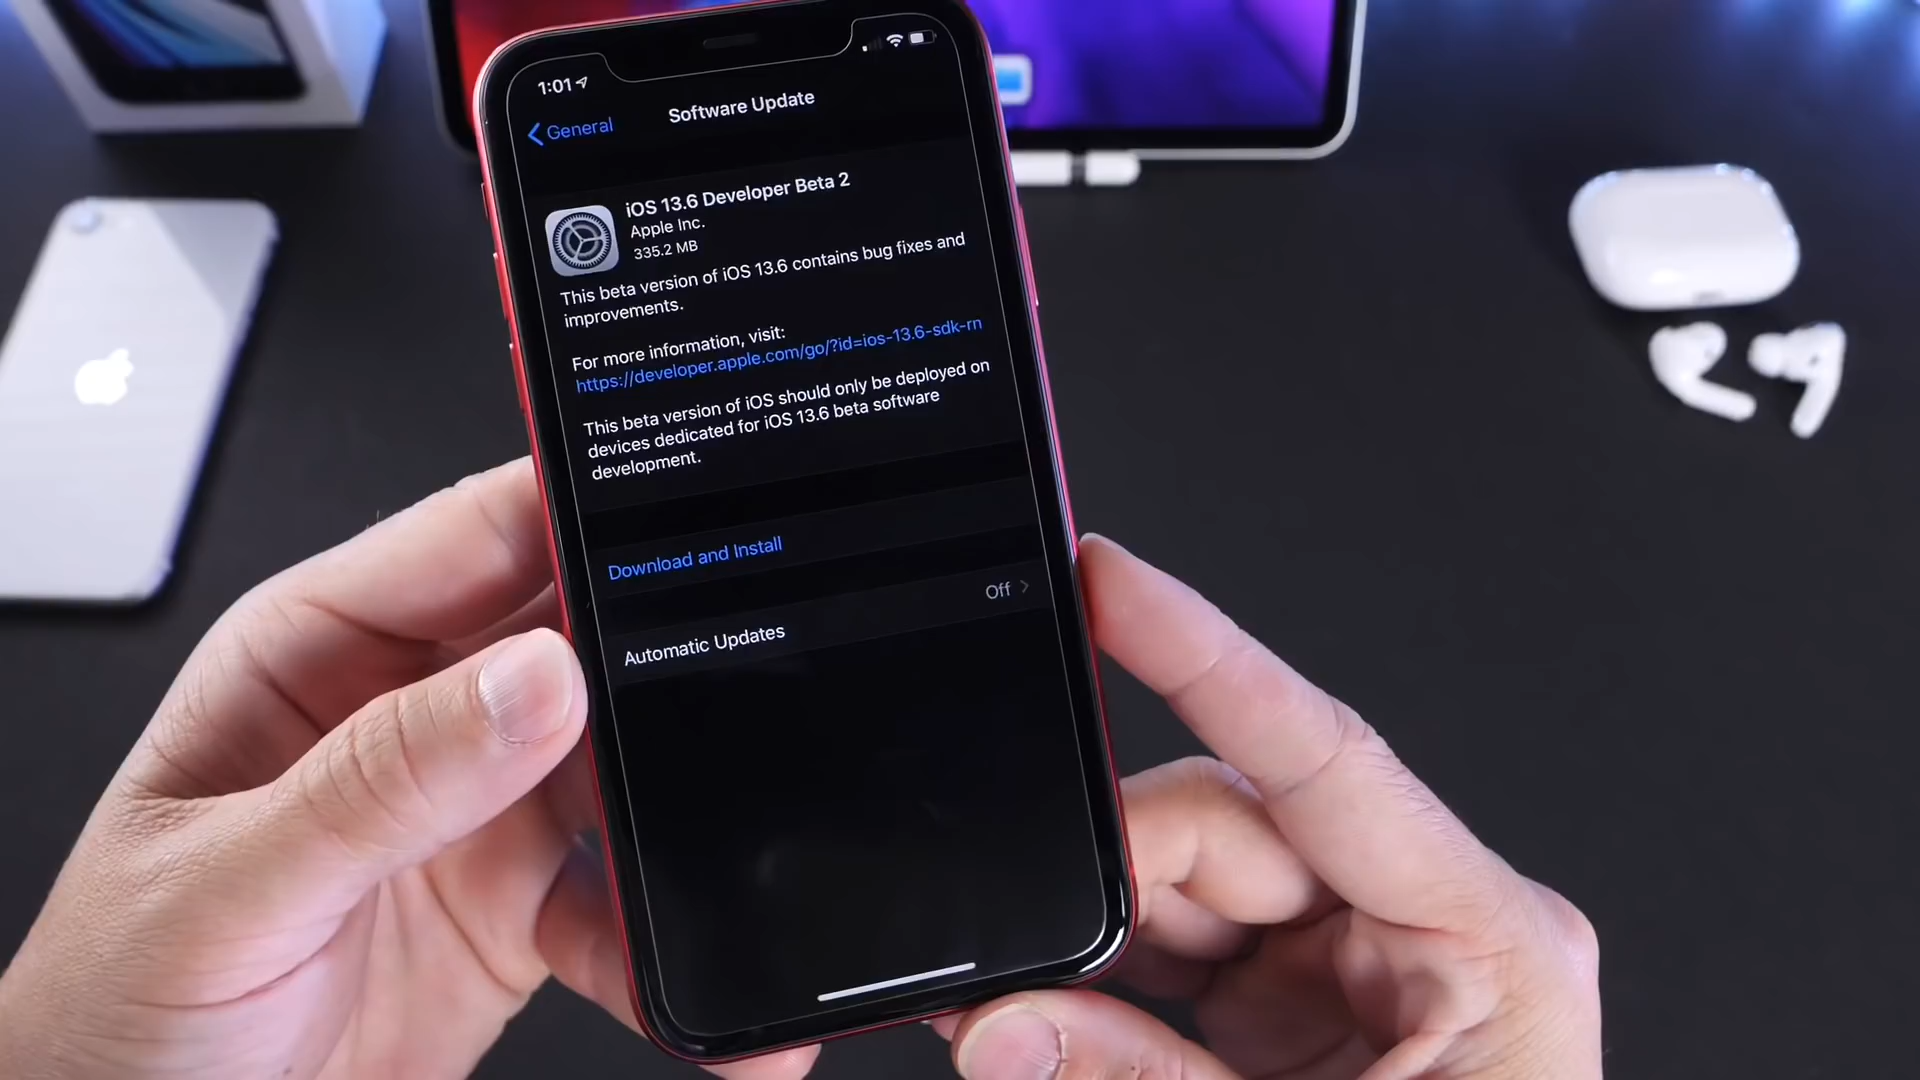 1:01
General
Software Update
iOS 13.6 Developer Beta 2
Apple Inc.
335.2 MB
This beta version of iOS 13.6 contains bug fixes and
improvements.
For more information, visit:
https://developer.apple.com/go/?id=ios-13.6-sdk-rn
This beta version of iOS should only be deployed on
devices dedicated for iOS 13.6 beta software
development.
Download and Install
Automatic Updates
Off